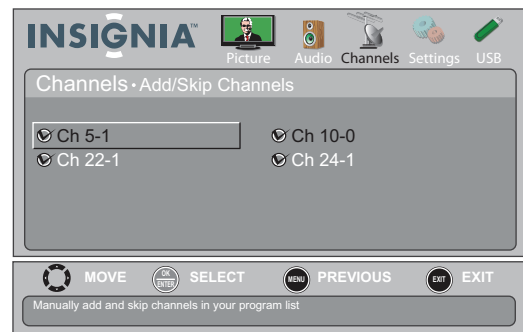 INSIGNIA™
Picture Audio Channels Settings USB
Channels • Add/Skip Channels
Ch 5-1 Ch 10-0
Ch 22-1 Ch 24-1
MOVE OK ENTER SELECT MENU PREVIOUS EXIT EXIT
Manually add and skip channels in your program list